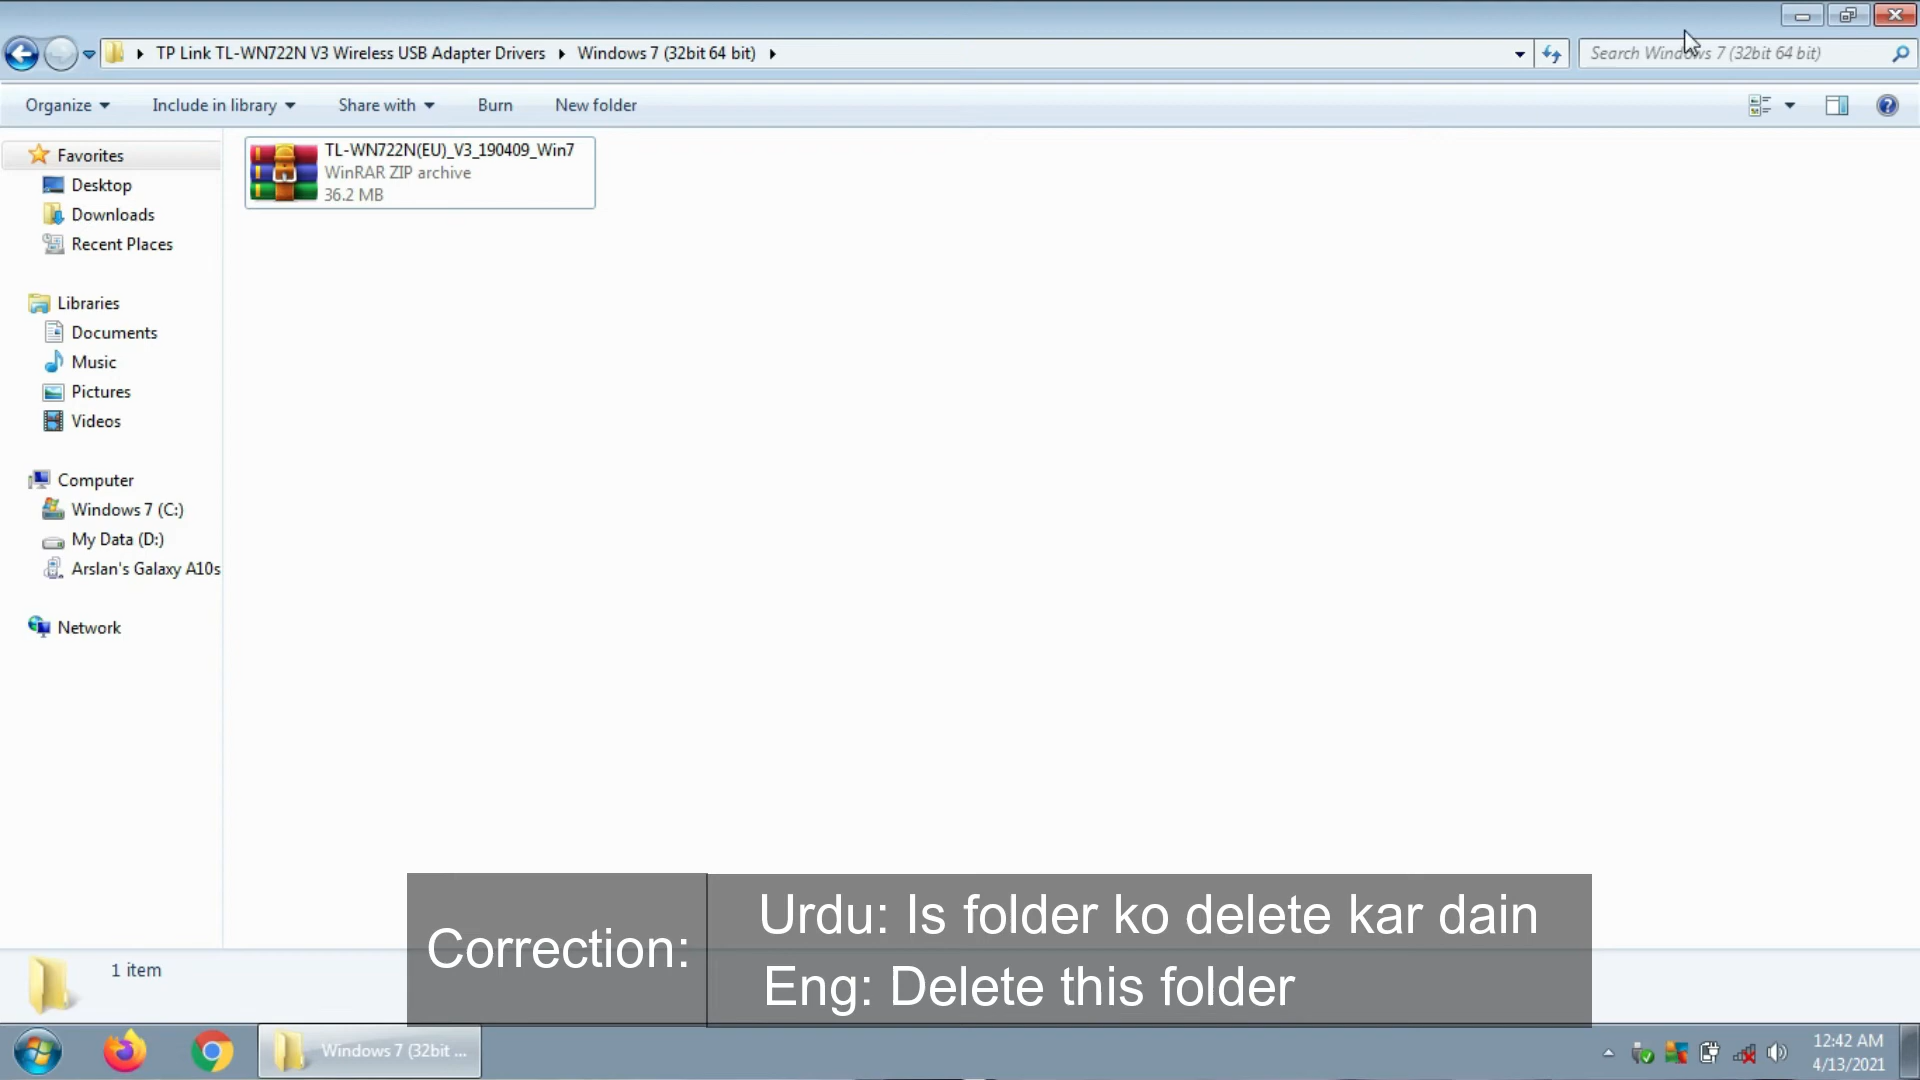 TP Link TL-WN722N V3 Wireless USB Adapter Drivers Windows 7 (32bit 64 bit)
Search Windows 7 (32bit 64 bit)
Organize Include in library Share with Burn New folder
Favorites
Desktop
Downloads
Recent Places
Libraries
Documents
Music
Pictures
Videos
Computer
Windows 7 (C:)
My Data (D:)
Arslan's Galaxy A10s
Network
TL-WN722N(EU)_V3_190409_Win7
WinRAR ZIP archive
36.2 MB
1 item
Correction:
Urdu: Is folder ko delete kar dain
Eng: Delete this folder
Windows 7 (32bit ...
12:42 AM
4/13/2021